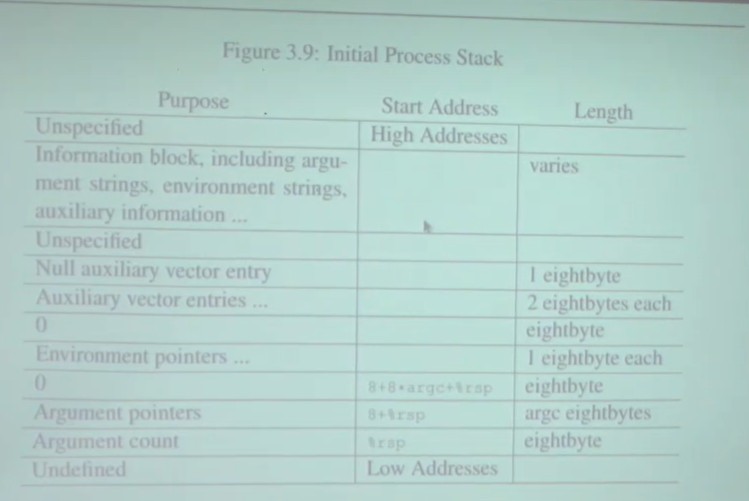 Figure 3.9: Initial Process Stack
Purpose Start Address Length
Unspecified High Addresses
Information block, including argu- varies
ment strings, environment strings,
auxiliary information ...
Unspecified
Null auxiliary vector entry 1 eightbyte
Auxiliary vector entries ... 2 eightbytes each
0 eightbyte
Environment pointers ... 1 eightbyte each
0 8+8*argc+%rsp eightbyte
Argument pointers 8+%rsp argc eightbytes
Argument count %rsp eightbyte
Undefined Low Addresses